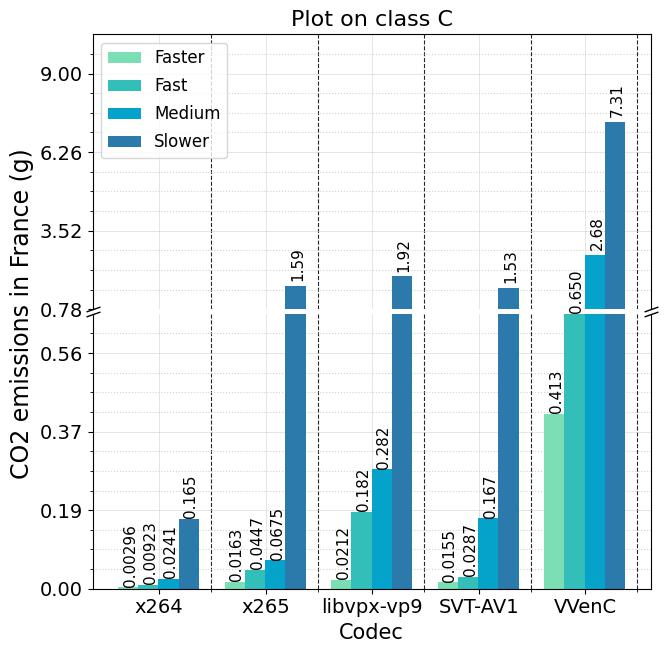 Plot on class C
Faster
Fast
Medium
Slower
CO2 emissions in France (g)
9.00
6.26
3.52
0.78
0.56
0.37
0.19
0.00
0.00296
0.00923
0.0241
0.165
0.0163
0.0447
0.0675
1.59
0.0212
0.182
0.282
1.92
0.0155
0.0287
0.167
1.53
0.413
0.650
2.68
7.31
x264
x265
libvpx-vp9
SVT-AV1
VVenC
Codec